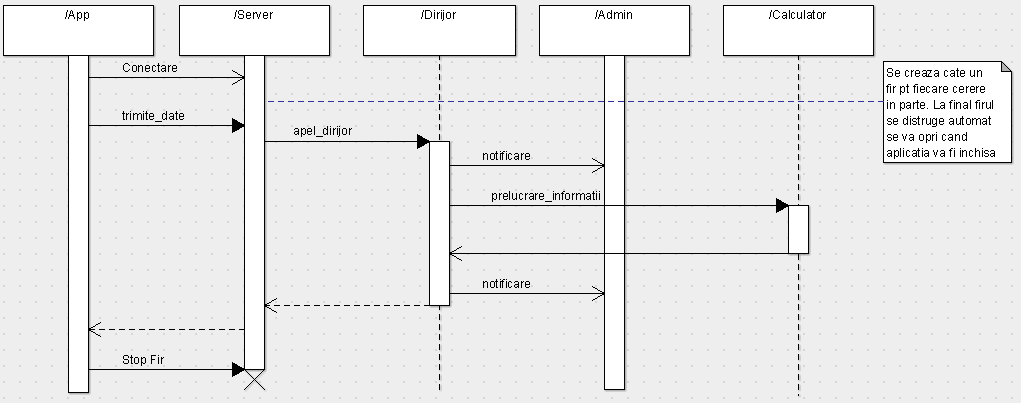 /App
/Server
/Dirijor
/Admin
/Calculator
Conectare
trimite_date
apel_dirijor
notificare
prelucrare_informatii
notificare
Stop Fir
Se creaza cate un
fir pt fiecare cerere
in parte. La final firul
se distruge automat
se va opri cand
aplicatia va fi inchisa